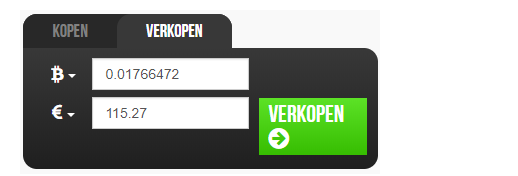 KOPEN VERKOPEN
₿ 0.01766472
€ 115.27
VERKOPEN